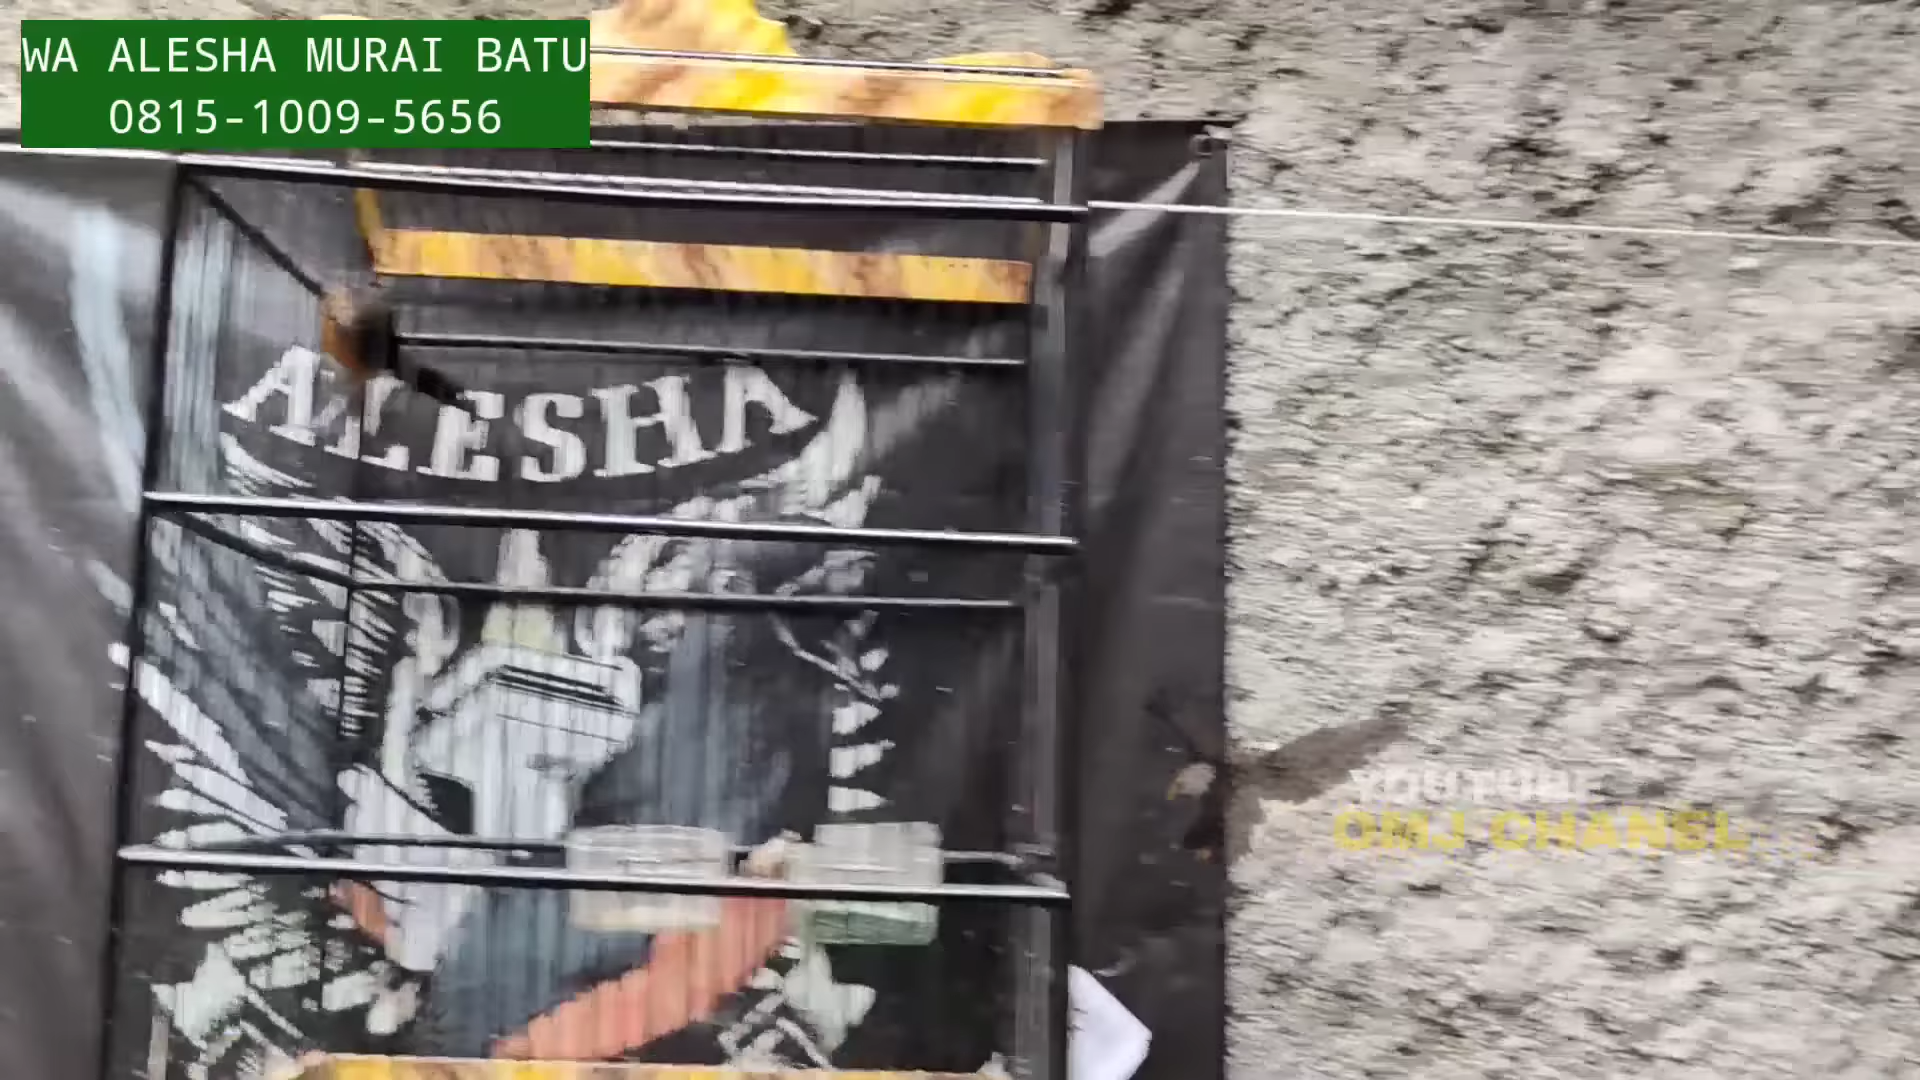 WA ALESHA MURAI BATU
0815-1009-5656
ALESHA
YOUTUBE
OMJ CHANEL